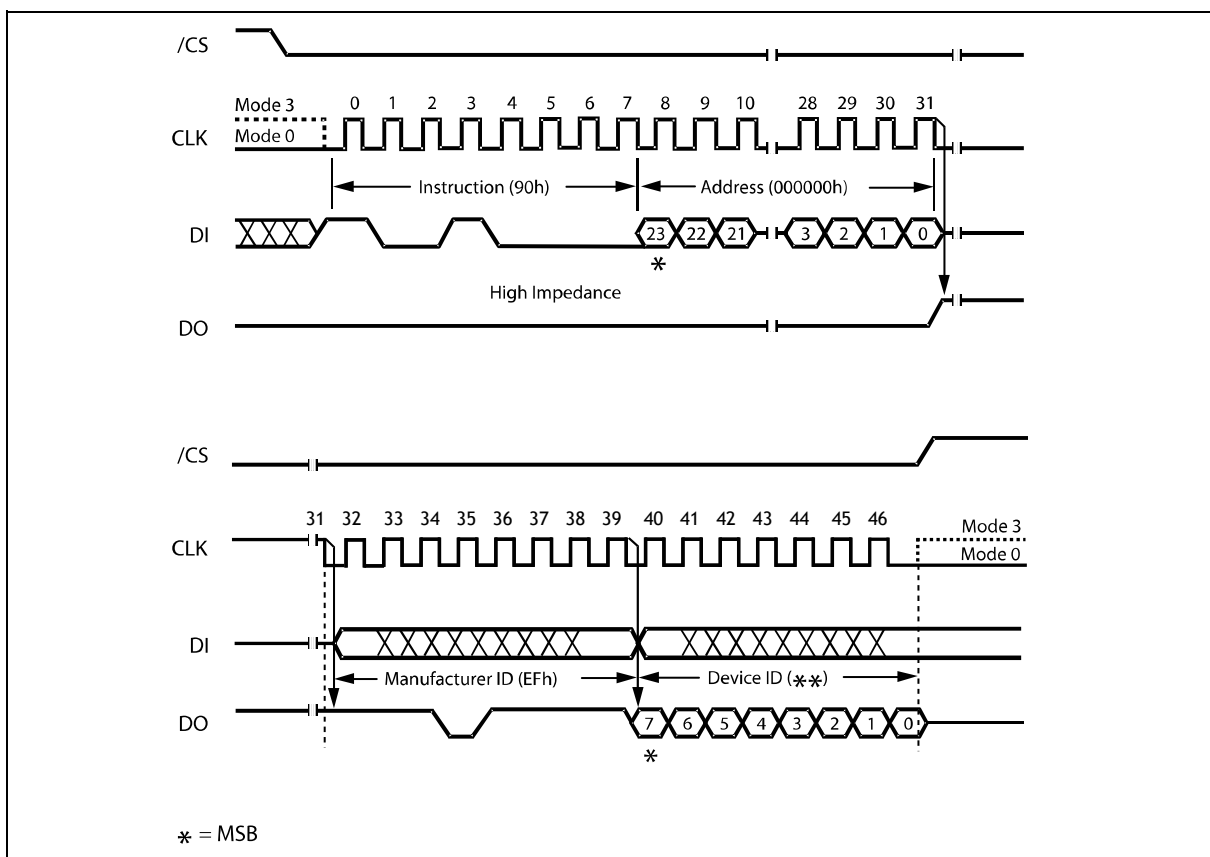 /CS
0 1 2 3 4 5 6 7 8 9 10 28 29 30 31
Mode 3
CLK Mode 0
Instruction (90h) Address (000000h)
DI 23 22 21 3 2 1 0
*
High Impedance
DO
/CS
31 32 33 34 35 36 37 38 39 40 41 42 43 44 45 46
Mode 3
CLK Mode 0
DI
Manufacturer ID (EFh) Device ID (**)
DO 7 6 5 4 3 2 1 0
*
* = MSB